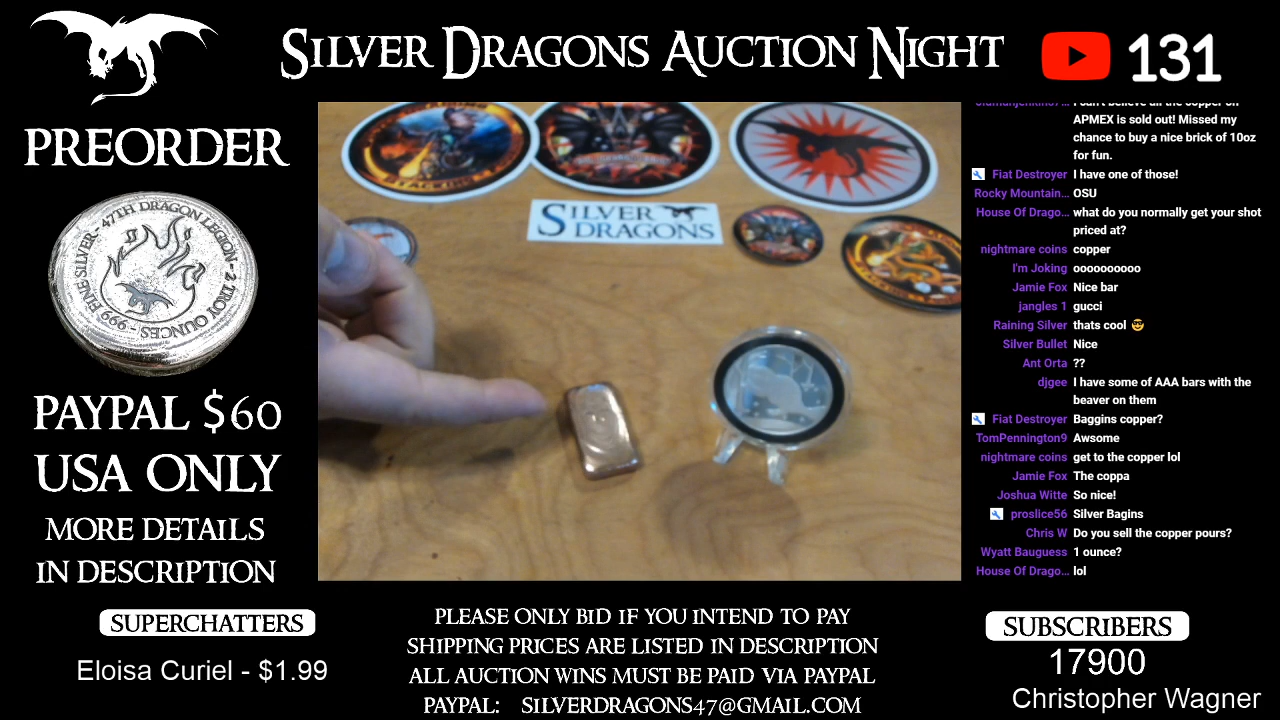 Silver Dragons Auction Night
131
PREORDER
.999 FINE SILVER - 47TH DRAGON LEGION - 2 TROY OUNCES -
PAYPAL $60
USA ONLY
MORE DETAILS
IN DESCRIPTION
SUPERCHATTERS
Eloisa Curiel - $1.99
SILVER
DRAGONS
I can't believe all the copper on
APMEX is sold out! Missed my
chance to buy a nice brick of 10oz
for fun.
Fiat Destroyer I have one of those!
Rocky Mountain... OSU
House Of Drago... what do you normally get your shot
priced at?
nightmare coins copper
I'm Joking oooooooooo
Jamie Fox Nice bar
jangles 1 gucci
Raining Silver thats cool 😎
Silver Bullet Nice
Ant Orta ??
djgee I have some of AAA bars with the
beaver on them
Fiat Destroyer Baggins copper?
TomPennington9 Awsome
nightmare coins get to the copper lol
Jamie Fox The coppa
Joshua Witte So nice!
proslice56 Silver Bagins
Chris W Do you sell the copper pours?
Wyatt Bauguess 1 ounce?
House Of Drago... lol
PLEASE ONLY BID IF YOU INTEND TO PAY
SHIPPING PRICES ARE LISTED IN DESCRIPTION
ALL AUCTION WINS MUST BE PAID VIA PAYPAL
PAYPAL: SILVERDRAGONS47@GMAIL.COM
SUBSCRIBERS
17900
Christopher Wagner